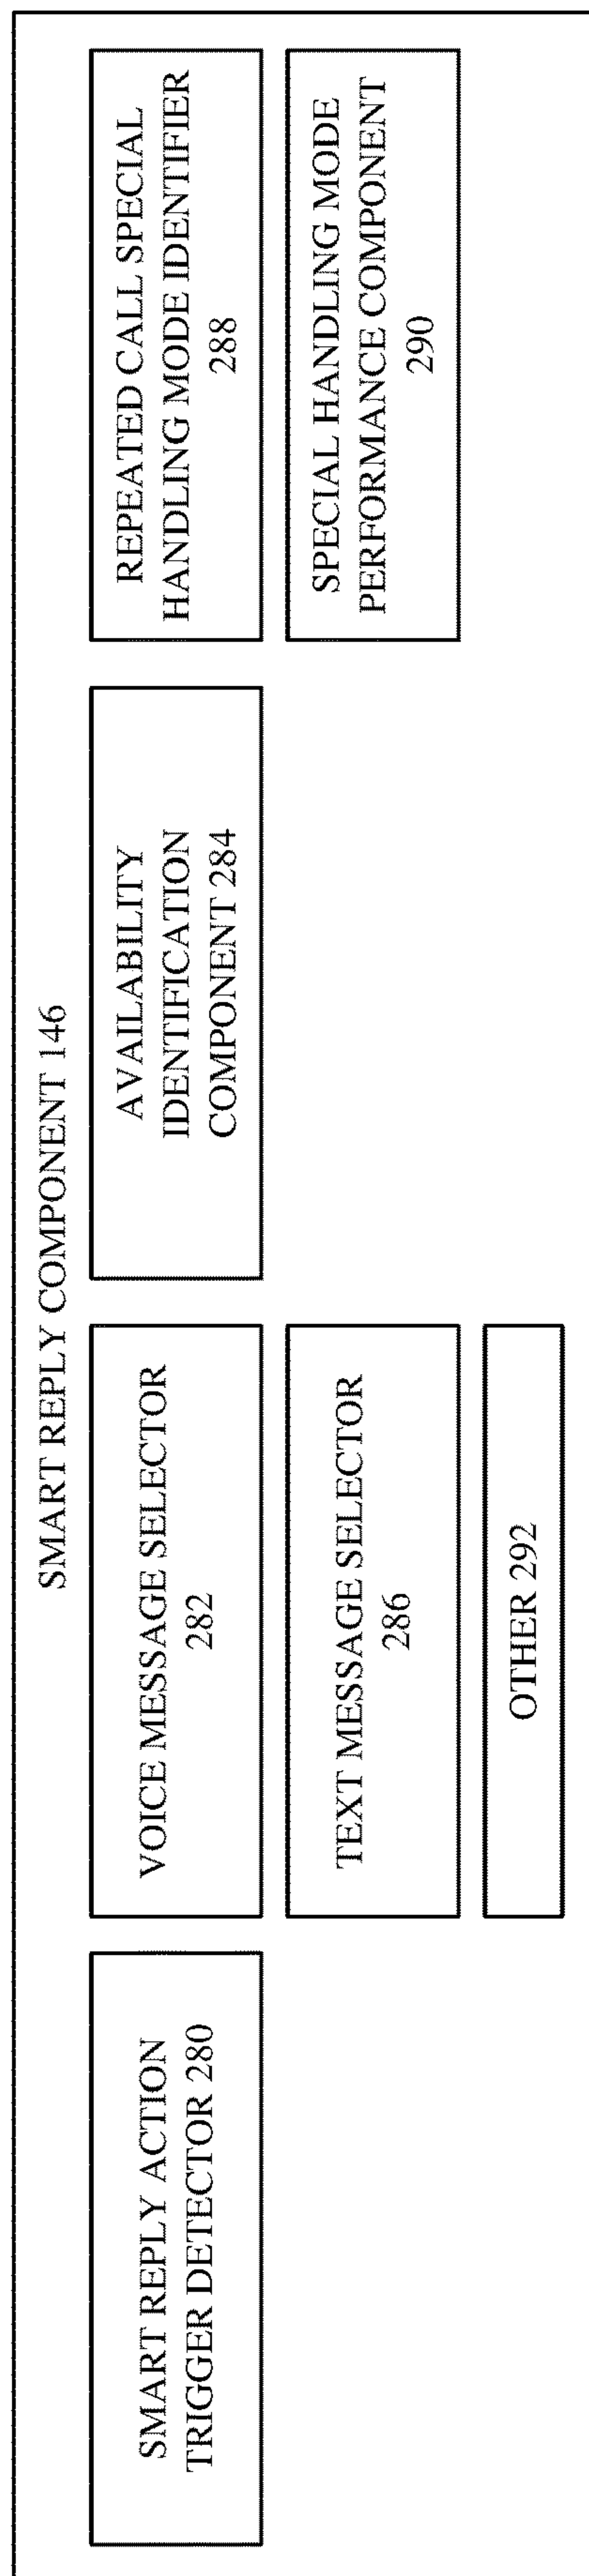 SMART REPLY COMPONENT 146
SMART REPLY ACTION
TRIGGER DETECTOR 280
VOICE MESSAGE SELECTOR
282
AVAILABILITY
IDENTIFICATION
COMPONENT 284
REPEATED CALL SPECIAL
HANDLING MODE IDENTIFIER
288
TEXT MESSAGE SELECTOR
286
SPECIAL HANDLING MODE
PERFORMANCE COMPONENT
290
OTHER 292